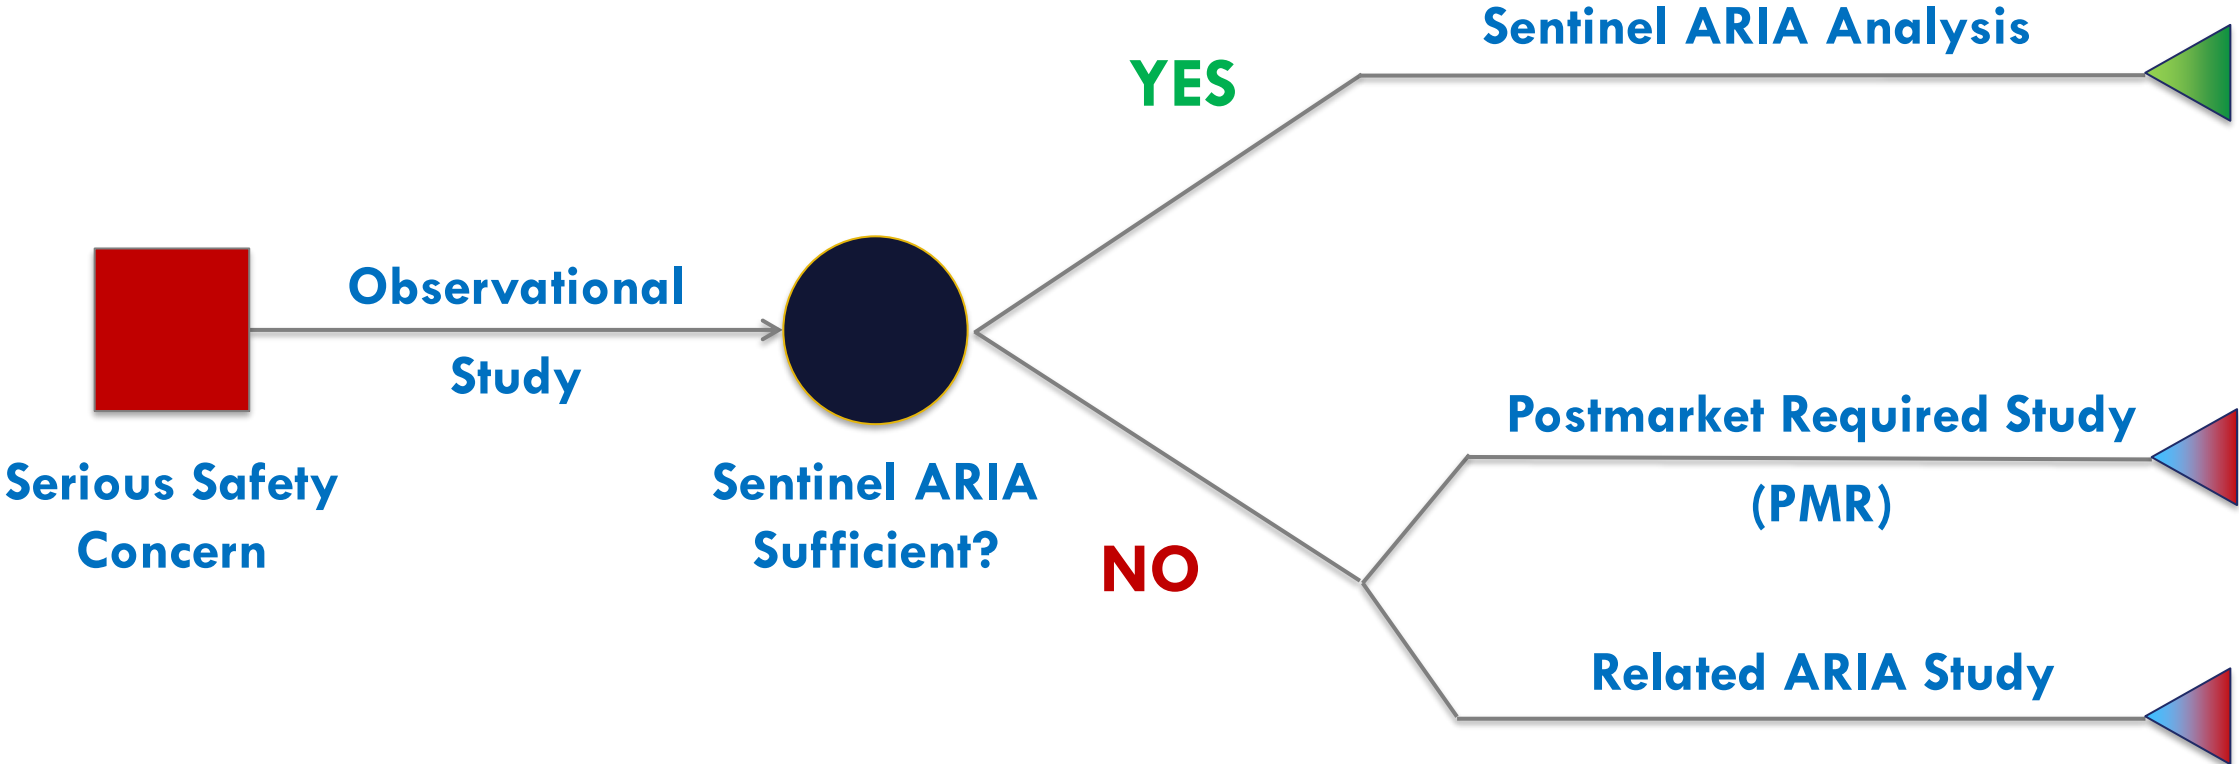 Sentinel ARIA Analysis
YES
Observational
Study
Serious Safety
Concern
Sentinel ARIA
Sufficient?
NO
Postmarket Required Study
(PMR)
Related ARIA Study